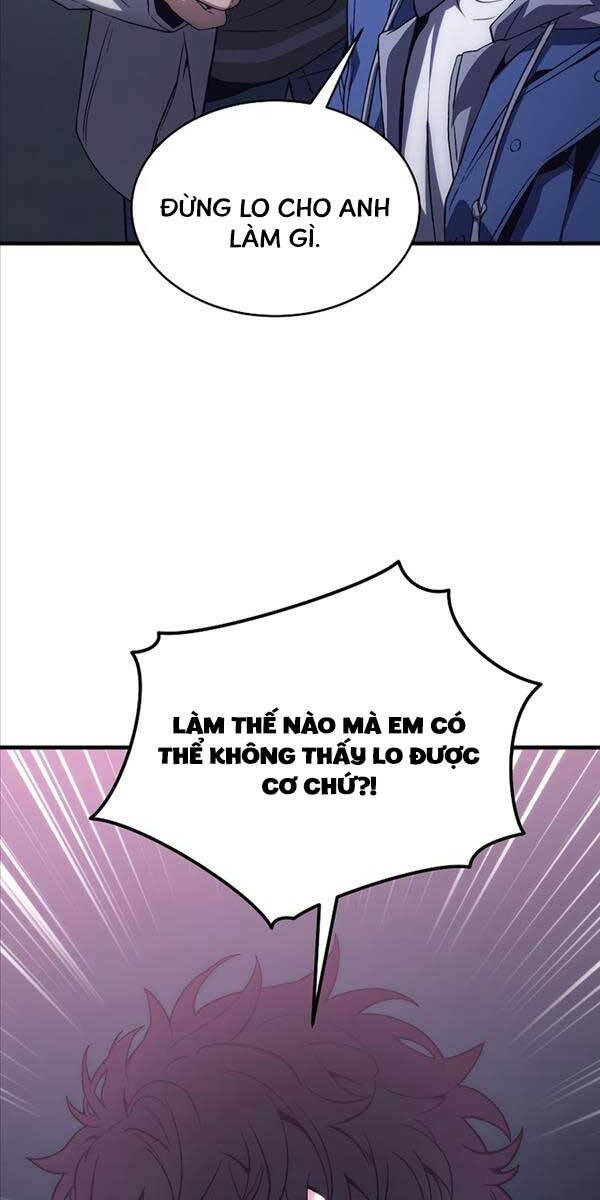 ĐỪNG LO CHO ANH
LÀM GÌ.
LÀM THẾ NÀO MÀ EM CÓ
THỂ KHÔNG THẤY LO ĐƯỢC
CƠ CHỨ?!